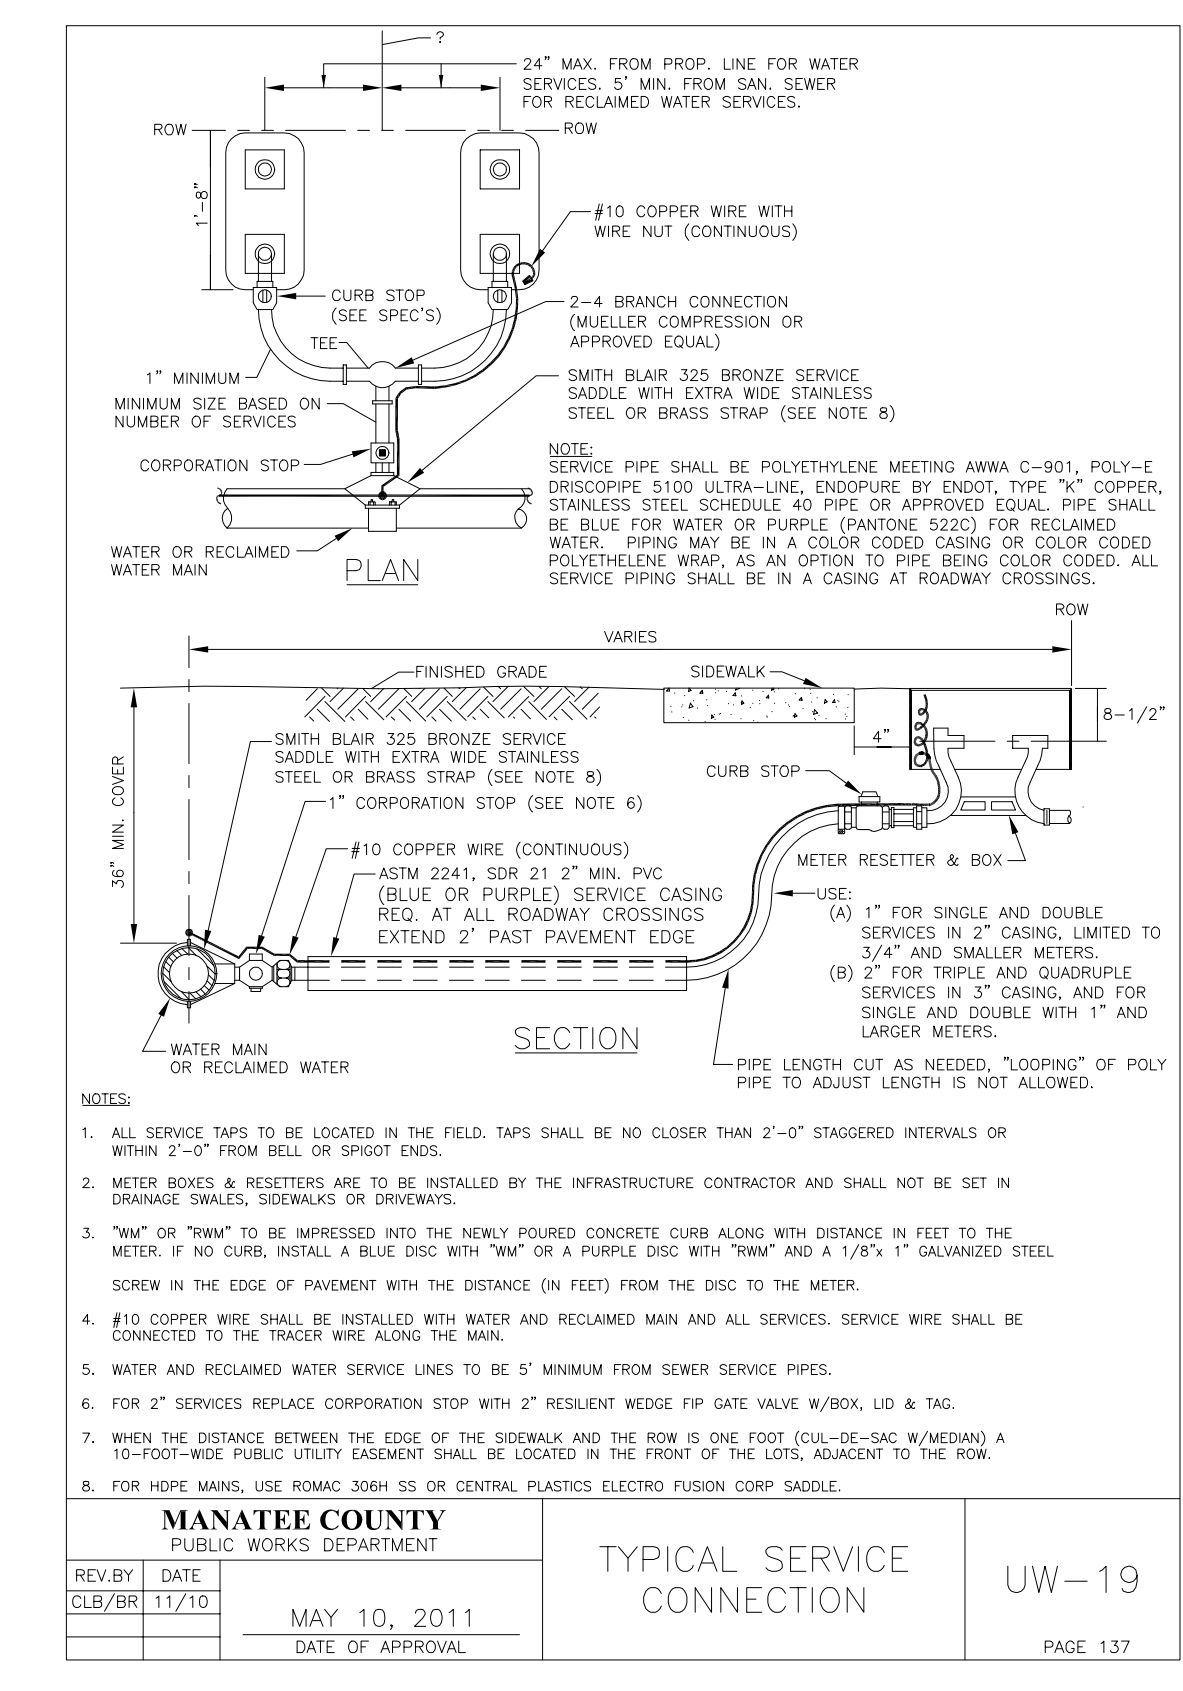 ?
24" MAX. FROM PROP. LINE FOR WATER
SERVICES. 5' MIN. FROM SAN. SEWER
FOR RECLAIMED WATER SERVICES.
ROW
ROW
1'-8"
#10 COPPER WIRE WITH
WIRE NUT (CONTINUOUS)
CURB STOP
(SEE SPEC'S)
2-4 BRANCH CONNECTION
(MUELLER COMPRESSION OR
APPROVED EQUAL)
TEE
1" MINIMUM
SMITH BLAIR 325 BRONZE SERVICE
SADDLE WITH EXTRA WIDE STAINLESS
STEEL OR BRASS STRAP (SEE NOTE 8)
MINIMUM SIZE BASED ON
NUMBER OF SERVICES
CORPORATION STOP
WATER OR RECLAIMED
WATER MAIN
PLAN
NOTE:
SERVICE PIPE SHALL BE POLYETHYLENE MEETING AWWA C-901, POLY-E
DRISCOPIPE 5100 ULTRA-LINE, ENDOPURE BY ENDOT, TYPE "K" COPPER,
STAINLESS STEEL SCHEDULE 40 PIPE OR APPROVED EQUAL. PIPE SHALL
BE BLUE FOR WATER OR PURPLE (PANTONE 522C) FOR RECLAIMED
WATER. PIPING MAY BE IN A COLOR CODED CASING OR COLOR CODED
POLYETHELENE WRAP, AS AN OPTION TO PIPE BEING COLOR CODED. ALL
SERVICE PIPING SHALL BE IN A CASING AT ROADWAY CROSSINGS.
ROW
VARIES
FINISHED GRADE
SIDEWALK
8-1/2"
4"
36" MIN. COVER
SMITH BLAIR 325 BRONZE SERVICE
SADDLE WITH EXTRA WIDE STAINLESS
STEEL OR BRASS STRAP (SEE NOTE 8)
CURB STOP
1" CORPORATION STOP (SEE NOTE 6)
#10 COPPER WIRE (CONTINUOUS)
METER RESETTER & BOX
ASTM 2241, SDR 21 2" MIN. PVC
(BLUE OR PURPLE) SERVICE CASING
REQ. AT ALL ROADWAY CROSSINGS
EXTEND 2' PAST PAVEMENT EDGE
USE:
(A) 1" FOR SINGLE AND DOUBLE
SERVICES IN 2" CASING, LIMITED TO
3/4" AND SMALLER METERS.
(B) 2" FOR TRIPLE AND QUADRUPLE
SERVICES IN 3" CASING, AND FOR
SINGLE AND DOUBLE WITH 1" AND
LARGER METERS.
SECTION
WATER MAIN
OR RECLAIMED WATER
PIPE LENGTH CUT AS NEEDED, "LOOPING" OF POLY
PIPE TO ADJUST LENGTH IS NOT ALLOWED.
NOTES:
1. ALL SERVICE TAPS TO BE LOCATED IN THE FIELD. TAPS SHALL BE NO CLOSER THAN 2'-0" STAGGERED INTERVALS OR
WITHIN 2'-0" FROM BELL OR SPIGOT ENDS.
2. METER BOXES & RESETTERS ARE TO BE INSTALLED BY THE INFRASTRUCTURE CONTRACTOR AND SHALL NOT BE SET IN
DRAINAGE SWALES, SIDEWALKS OR DRIVEWAYS.
3. "WM" OR "RWM" TO BE IMPRESSED INTO THE NEWLY POURED CONCRETE CURB ALONG WITH DISTANCE IN FEET TO THE
METER. IF NO CURB, INSTALL A BLUE DISC WITH "WM" OR A PURPLE DISC WITH "RWM" AND A 1/8"x 1" GALVANIZED STEEL
SCREW IN THE EDGE OF PAVEMENT WITH THE DISTANCE (IN FEET) FROM THE DISC TO THE METER.
4. #10 COPPER WIRE SHALL BE INSTALLED WITH WATER AND RECLAIMED MAIN AND ALL SERVICES. SERVICE WIRE SHALL BE
CONNECTED TO THE TRACER WIRE ALONG THE MAIN.
5. WATER AND RECLAIMED WATER SERVICE LINES TO BE 5' MINIMUM FROM SEWER SERVICE PIPES.
6. FOR 2" SERVICES REPLACE CORPORATION STOP WITH 2" RESILIENT WEDGE FIP GATE VALVE W/BOX, LID & TAG.
7. WHEN THE DISTANCE BETWEEN THE EDGE OF THE SIDEWALK AND THE ROW IS ONE FOOT (CUL-DE-SAC W/MEDIAN) A
10-FOOT-WIDE PUBLIC UTILITY EASEMENT SHALL BE LOCATED IN THE FRONT OF THE LOTS, ADJACENT TO THE ROW.
8. FOR HDPE MAINS, USE ROMAC 306H SS OR CENTRAL PLASTICS ELECTRO FUSION CORP SADDLE.
MANATEE COUNTY
PUBLIC WORKS DEPARTMENT
REV.BY DATE
CLB/BR 11/10
MAY 10, 2011
DATE OF APPROVAL
TYPICAL SERVICE
CONNECTION
UW-19
PAGE 137